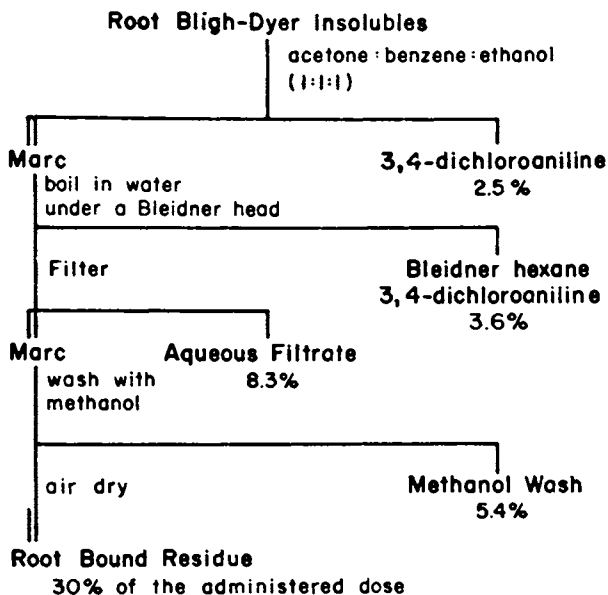 Root Bligh-Dyer Insolubles
acetone:benzene:ethanol
(1:1:1)
Marc
3,4-dichloroaniline
2.5%
boil in water
under a Bleidner head
Filter
Bleidner hexane
3,4-dichloroaniline
3.6%
Marc
Aqueous Filtrate
8.3%
wash with
methanol
air dry
Methanol Wash
5.4%
Root Bound Residue
30% of the administered dose